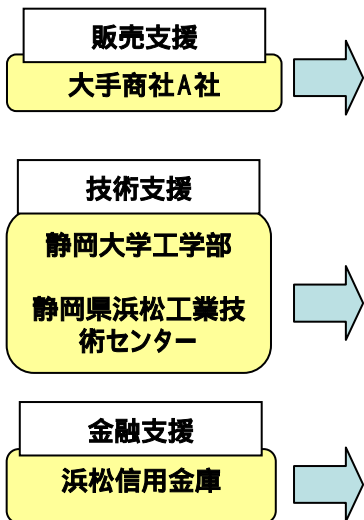 販売支援
大手商社A社
技術支援
静岡大学工学部
静岡県浜松工業技
術センター
金融支援
浜松信用金庫